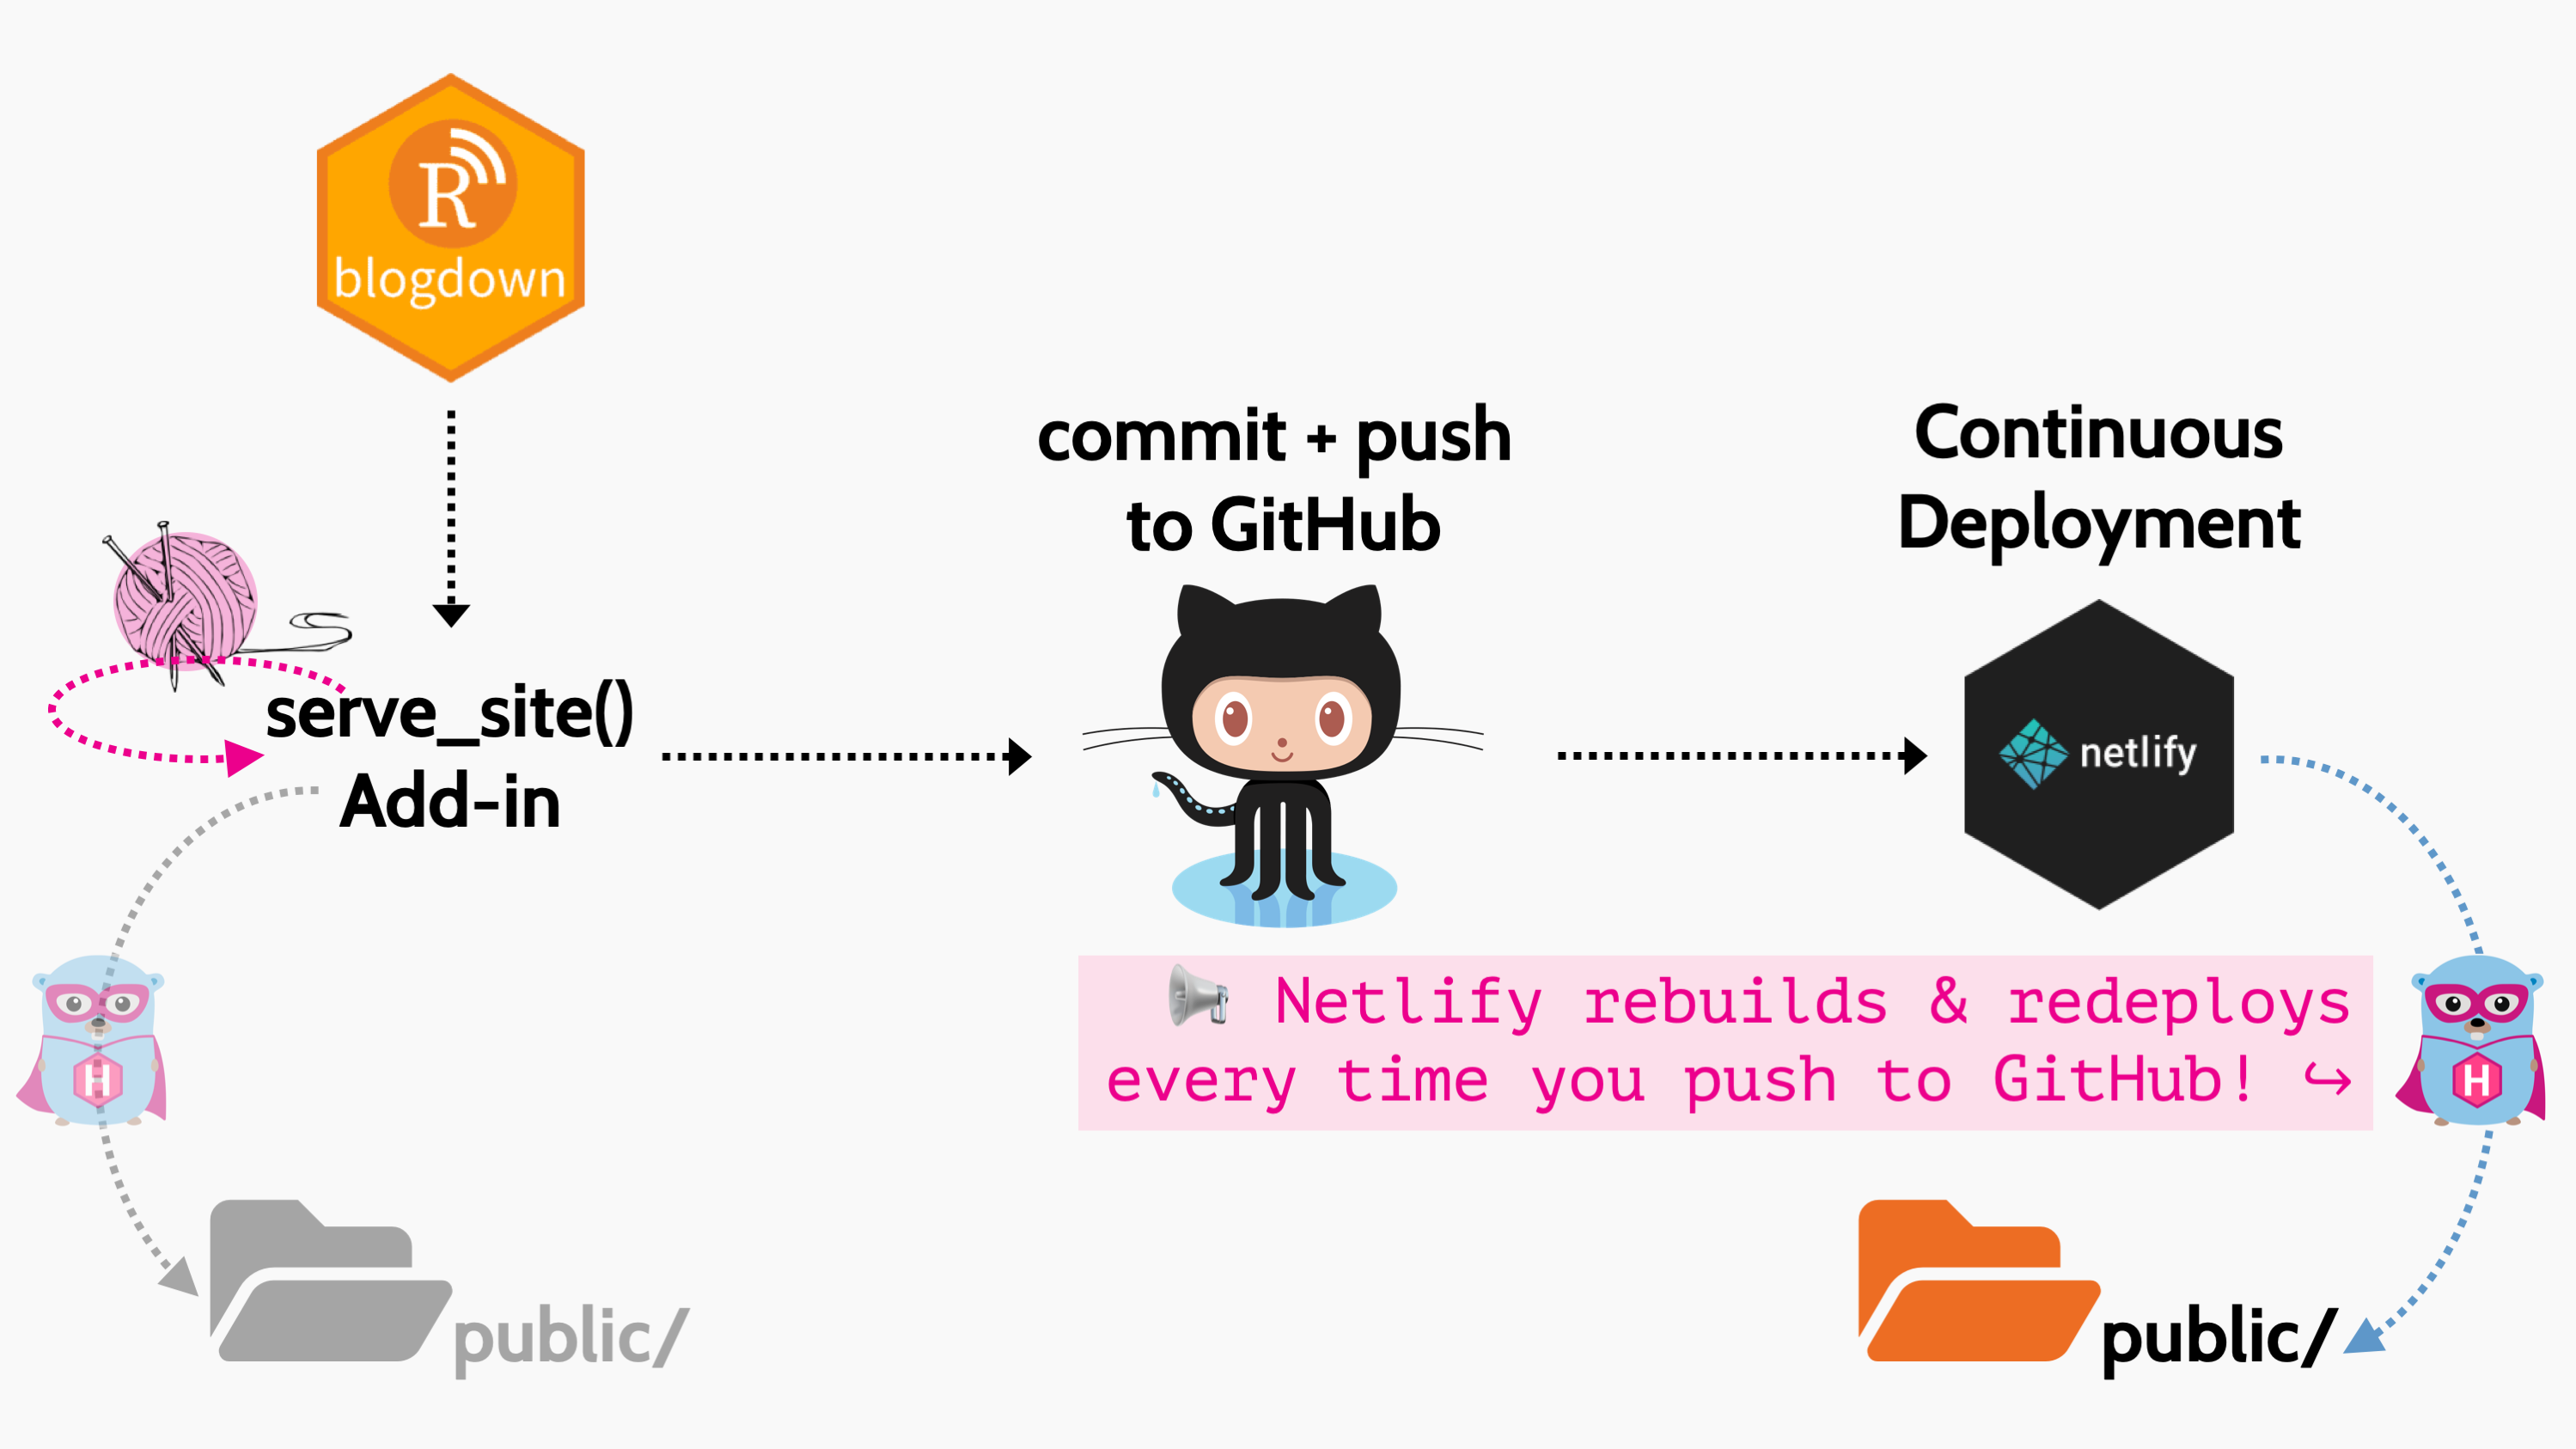 R
blogdown
serve_site()
Add-in
commit + push
to GitHub
Continuous
Deployment
netlify
📢 Netlify rebuilds & redeploys
every time you push to GitHub! ↪
H
H
public/
public/